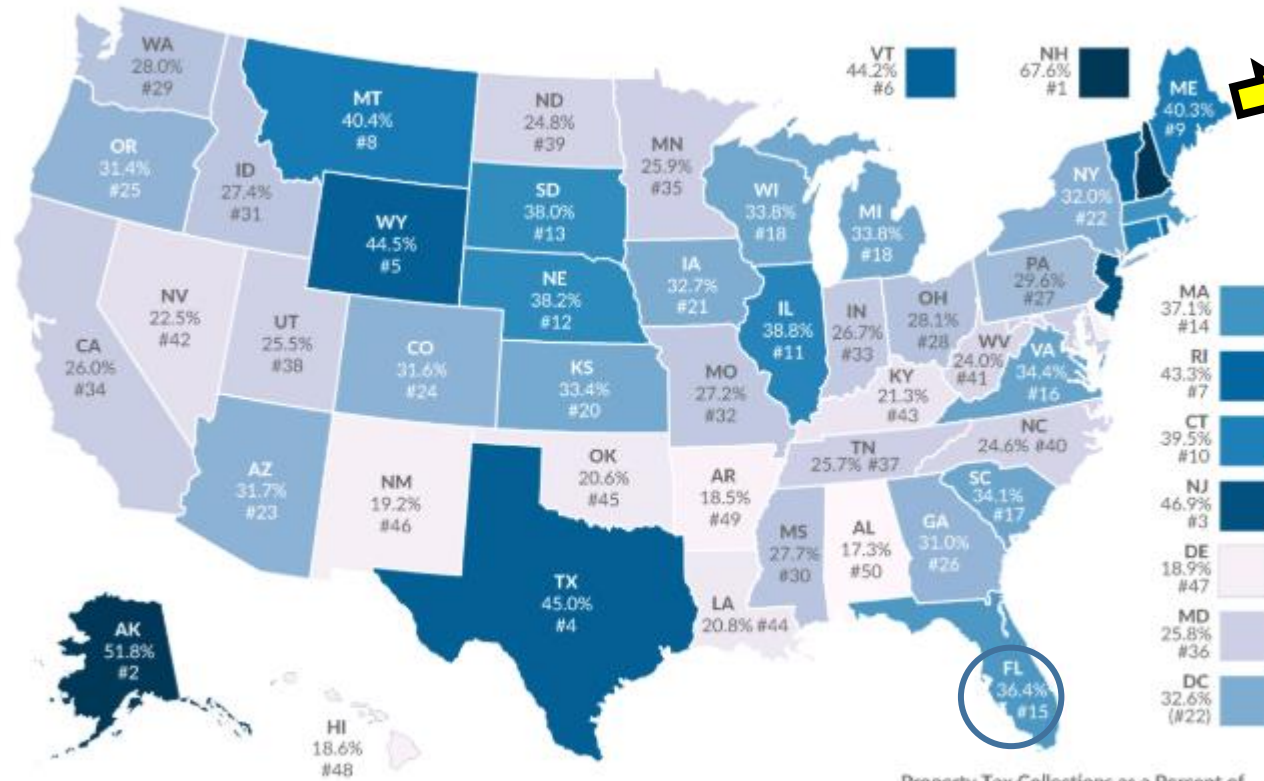 WA
28.0%
#29
MT
40.4%
#8
ND
24.8%
#39
MN
25.9%
#35
VT
44.2%
#6
NH
67.6%
#1
ME
40.3%
#9
OR
31.4%
#25
ID
27.4%
#31
WY
44.5%
#5
SD
38.0%
#13
WI
33.8%
#18
MI
33.8%
#18
NY
32.0%
#22
NV
22.5%
#42
UT
25.5%
#38
NE
38.2%
#12
IA
32.7%
#21
IL
38.8%
#11
IN
26.7%
#33
OH
28.1%
#28
PA
29.6%
#27
CA
26.0%
#34
CO
31.6%
#24
KS
33.4%
#20
MO
27.2%
#32
KY
21.3%
#43
WV
24.0%
#41
VA
34.4%
#16
MA
37.1%
#14
RI
43.3%
#7
CT
39.5%
#10
NJ
46.9%
#3
DE
18.9%
#47
MD
25.8%
#36
DC
32.6%
(#22)
AZ
31.7%
#23
NM
19.2%
#46
OK
20.6%
#45
AR
18.5%
#49
TN
25.7% #37
NC
24.6% #40
SC
34.1%
#17
MS
27.7%
#30
AL
17.3%
#50
GA
31.0%
#26
TX
45.0%
#4
LA
20.8% #44
FL
36.4%
#15
AK
51.8%
#2
HI
18.6%
#48
Property Tax Collections as a Percent of